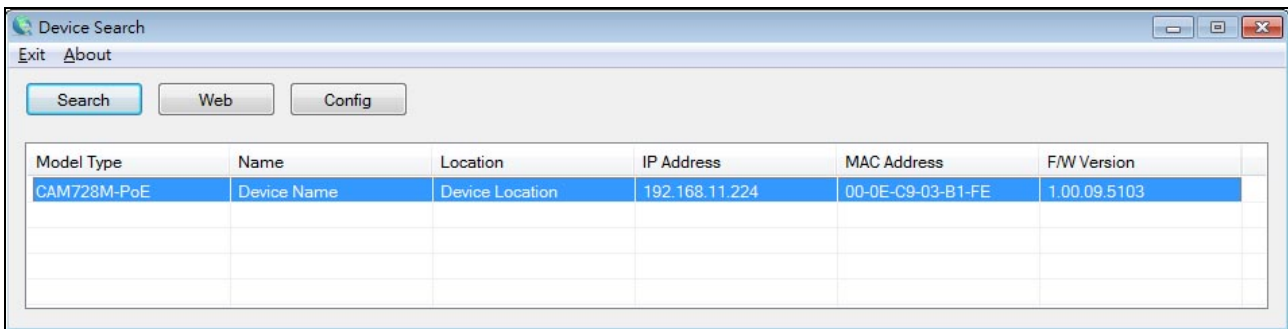 Device Search
Exit About
Search Web Config
Model Type Name Location IP Address MAC Address F/W Version
CAM728M-PoE Device Name Device Location 192.168.11.224 00-0E-C9-03-B1-FE 1.00.09.5103